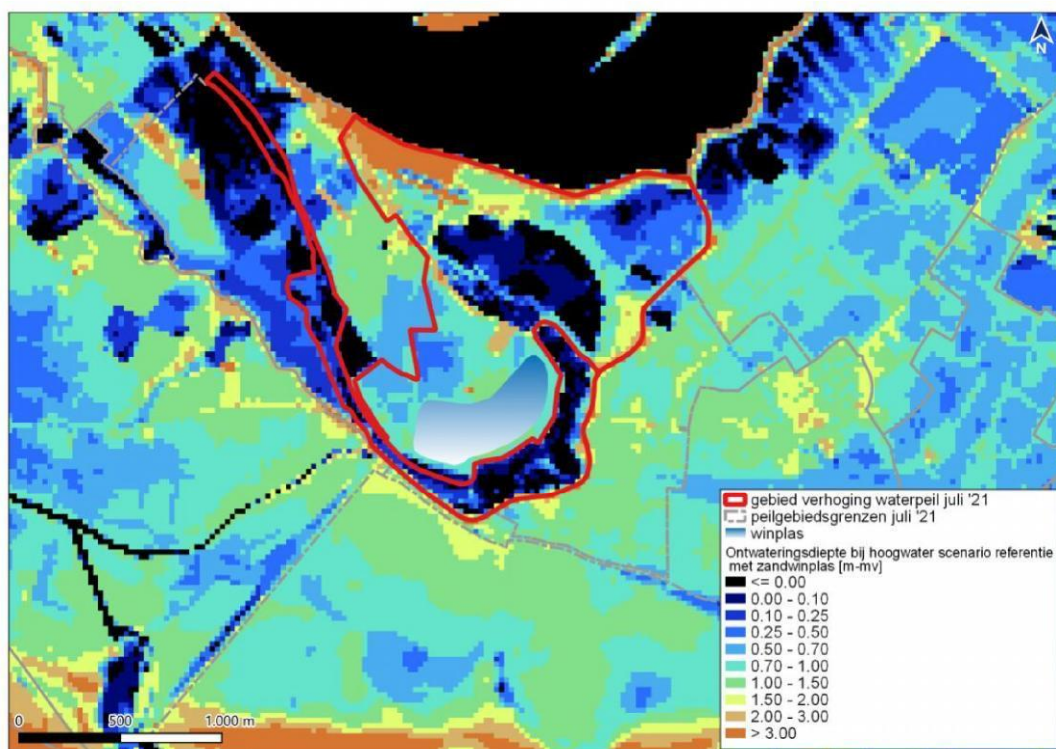 N
gebied verhoging waterpeil juli '21
peilgebiedsgrenzen juli '21
winplas
Ontwateringsdiepte bij hoogwater scenario referentie
met zandwinplas [m-mv]
<= 0.00
0.00 - 0.10
0.10 - 0.25
0.25 - 0.50
0.50 - 0.70
0.70 - 1.00
1.00 - 1.50
1.50 - 2.00
2.00 - 3.00
> 3.00
0 500 1.000 m